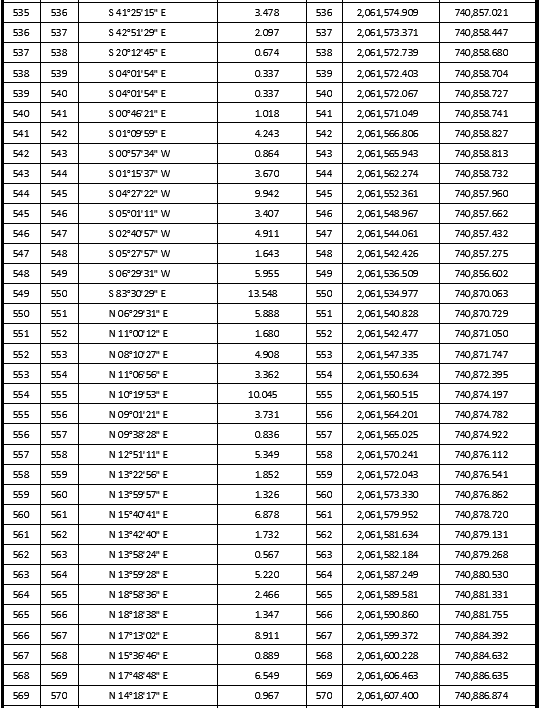 535 536 S 41°25'15" E 3.478 536 2,061,574.909 740,857.021
536 537 S 42°51'29" E 2.097 537 2,061,573.371 740,858.447
537 538 S 20°12'45" E 0.674 538 2,061,572.739 740,858.680
538 539 S 04°01'54" E 0.337 539 2,061,572.403 740,858.704
539 540 S 04°01'54" E 0.337 540 2,061,572.067 740,858.727
540 541 S 00°46'21" E 1.018 541 2,061,571.049 740,858.741
541 542 S 01°09'59" E 4.243 542 2,061,566.806 740,858.827
542 543 S 00°57'34" W 0.864 543 2,061,565.943 740,858.813
543 544 S 01°15'37" W 3.670 544 2,061,562.274 740,858.732
544 545 S 04°27'22" W 9.942 545 2,061,552.361 740,857.960
545 546 S 05°01'11" W 3.407 546 2,061,548.967 740,857.662
546 547 S 02°40'57" W 4.911 547 2,061,544.061 740,857.432
547 548 S 05°27'57" W 1.643 548 2,061,542.426 740,857.275
548 549 S 06°29'31" W 5.955 549 2,061,536.509 740,856.602
549 550 S 83°30'29" E 13.548 550 2,061,534.977 740,870.063
550 551 N 06°29'31" E 5.888 551 2,061,540.828 740,870.729
551 552 N 11°00'12" E 1.680 552 2,061,542.477 740,871.050
552 553 N 08°10'27" E 4.908 553 2,061,547.335 740,871.747
553 554 N 11°06'56" E 3.362 554 2,061,550.634 740,872.395
554 555 N 10°19'53" E 10.045 555 2,061,560.515 740,874.197
555 556 N 09°01'21" E 3.731 556 2,061,564.201 740,874.782
556 557 N 09°38'28" E 0.836 557 2,061,565.025 740,874.922
557 558 N 12°51'11" E 5.349 558 2,061,570.241 740,876.112
558 559 N 13°22'56" E 1.852 559 2,061,572.043 740,876.541
559 560 N 13°59'57" E 1.326 560 2,061,573.330 740,876.862
560 561 N 15°40'41" E 6.878 561 2,061,579.952 740,878.720
561 562 N 13°42'40" E 1.732 562 2,061,581.634 740,879.131
562 563 N 13°58'24" E 0.567 563 2,061,582.184 740,879.268
563 564 N 13°59'28" E 5.220 564 2,061,587.249 740,880.530
564 565 N 18°58'36" E 2.466 565 2,061,589.581 740,881.331
565 566 N 18°18'38" E 1.347 566 2,061,590.860 740,881.755
566 567 N 17°13'02" E 8.911 567 2,061,599.372 740,884.392
567 568 N 15°36'46" E 0.889 568 2,061,600.228 740,884.632
568 569 N 17°48'48" E 6.549 569 2,061,606.463 740,886.635
569 570 N 14°18'17" E 0.967 570 2,061,607.400 740,886.874